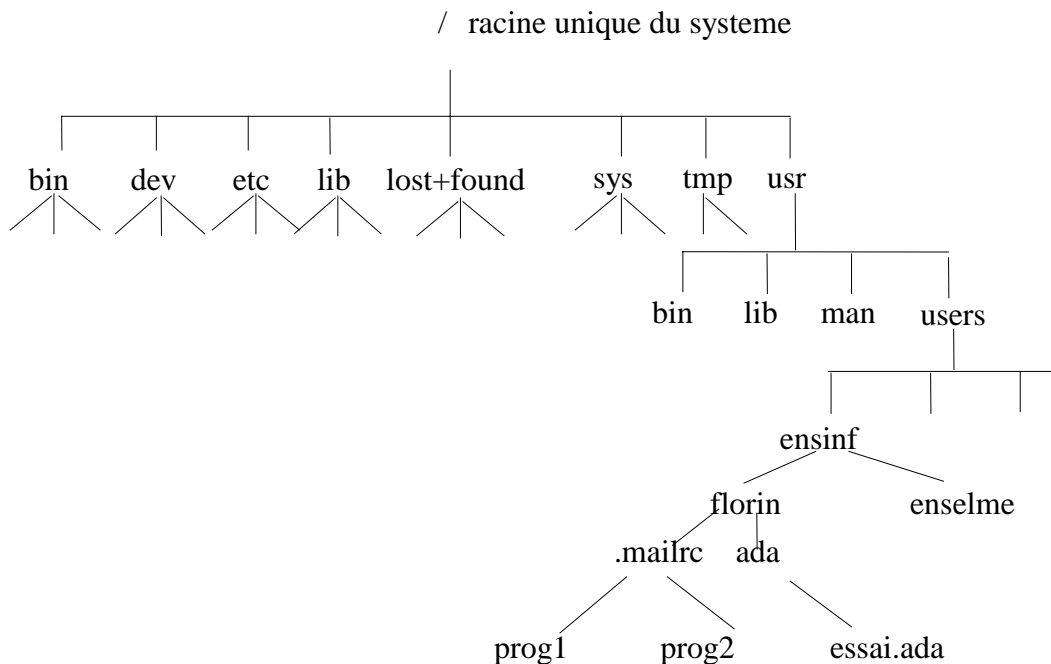 / racine unique du systeme
bin dev etc lib lost+found sys tmp usr
bin lib man users
ensinf
florin enselme
.mailrc ada
prog1 prog2 essai.ada